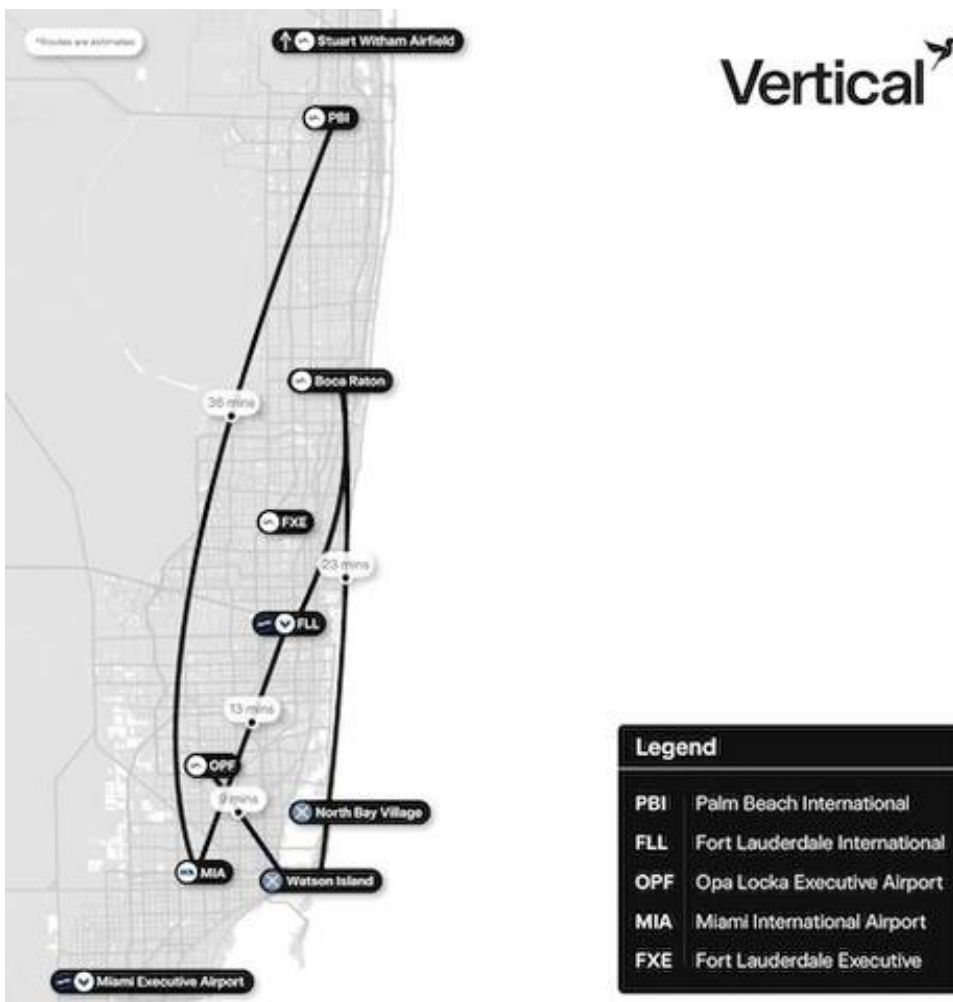 *Routes are estimated
Stuart Witham Airfield
Vertical
PBI
Boca Raton
36 mins
FXE
23 mins
FLL
13 mins
OPF
9 mins
North Bay Village
MIA
Watson Island
Miami Executive Airport
Legend
PBI Palm Beach International
FLL Fort Lauderdale International
OPF Opa Locka Executive Airport
MIA Miami International Airport
FXE Fort Lauderdale Executive